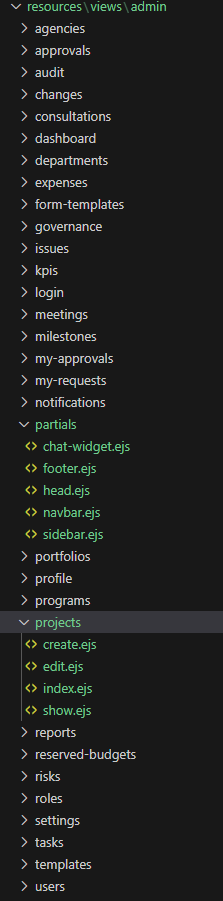 resources\views\admin
agencies
approvals
audit
changes
consultations
dashboard
departments
expenses
form-templates
governance
issues
kpis
login
meetings
milestones
my-approvals
my-requests
notifications
partials
chat-widget.ejs
footer.ejs
head.ejs
navbar.ejs
sidebar.ejs
portfolios
profile
programs
projects
create.ejs
edit.ejs
index.ejs
show.ejs
reports
reserved-budgets
risks
roles
settings
tasks
templates
users